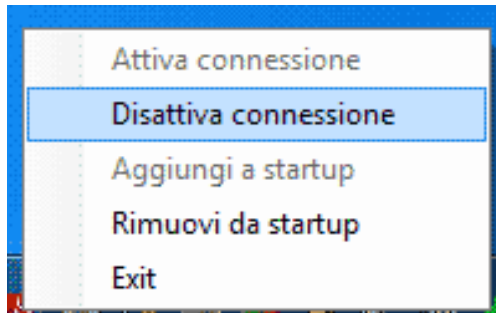 Attiva connessione
Disattiva connessione
Aggiungi a startup
Rimuovi da startup
Exit